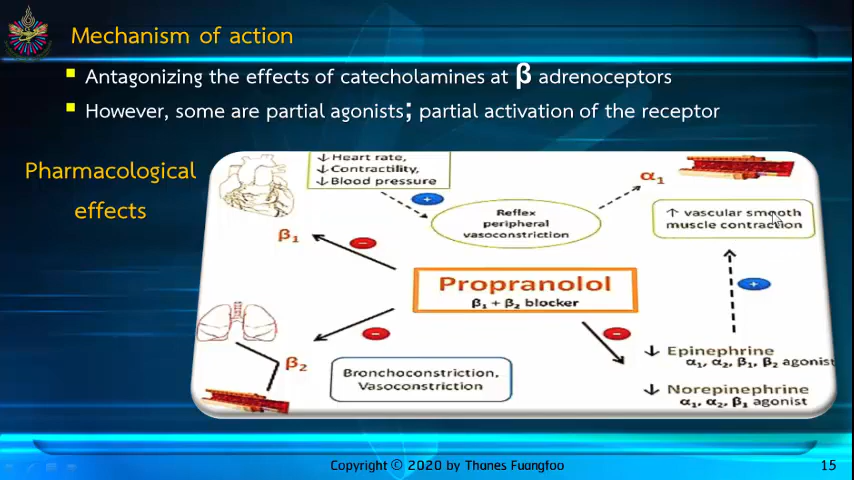 Mechanism of action
Antagonizing the effects of catecholamines at β adrenoceptors
However, some are partial agonists; partial activation of the receptor
Pharmacological
effects
↓ Heart rate,
↓ Contractility,
↓ Blood pressure
+
Reflex
peripheral
vasoconstriction
α1
↑ vascular smooth
muscle contraction
β1
−
Propranolol
β1 + β2 blocker
+
−
−
β2
Bronchoconstriction,
Vasoconstriction
↓ Epinephrine
α1, α2, β1, β2 agonist
↓ Norepinephrine
α1, α2, β1 agonist
Copyright © 2020 by Thanes Fuangfoo
15